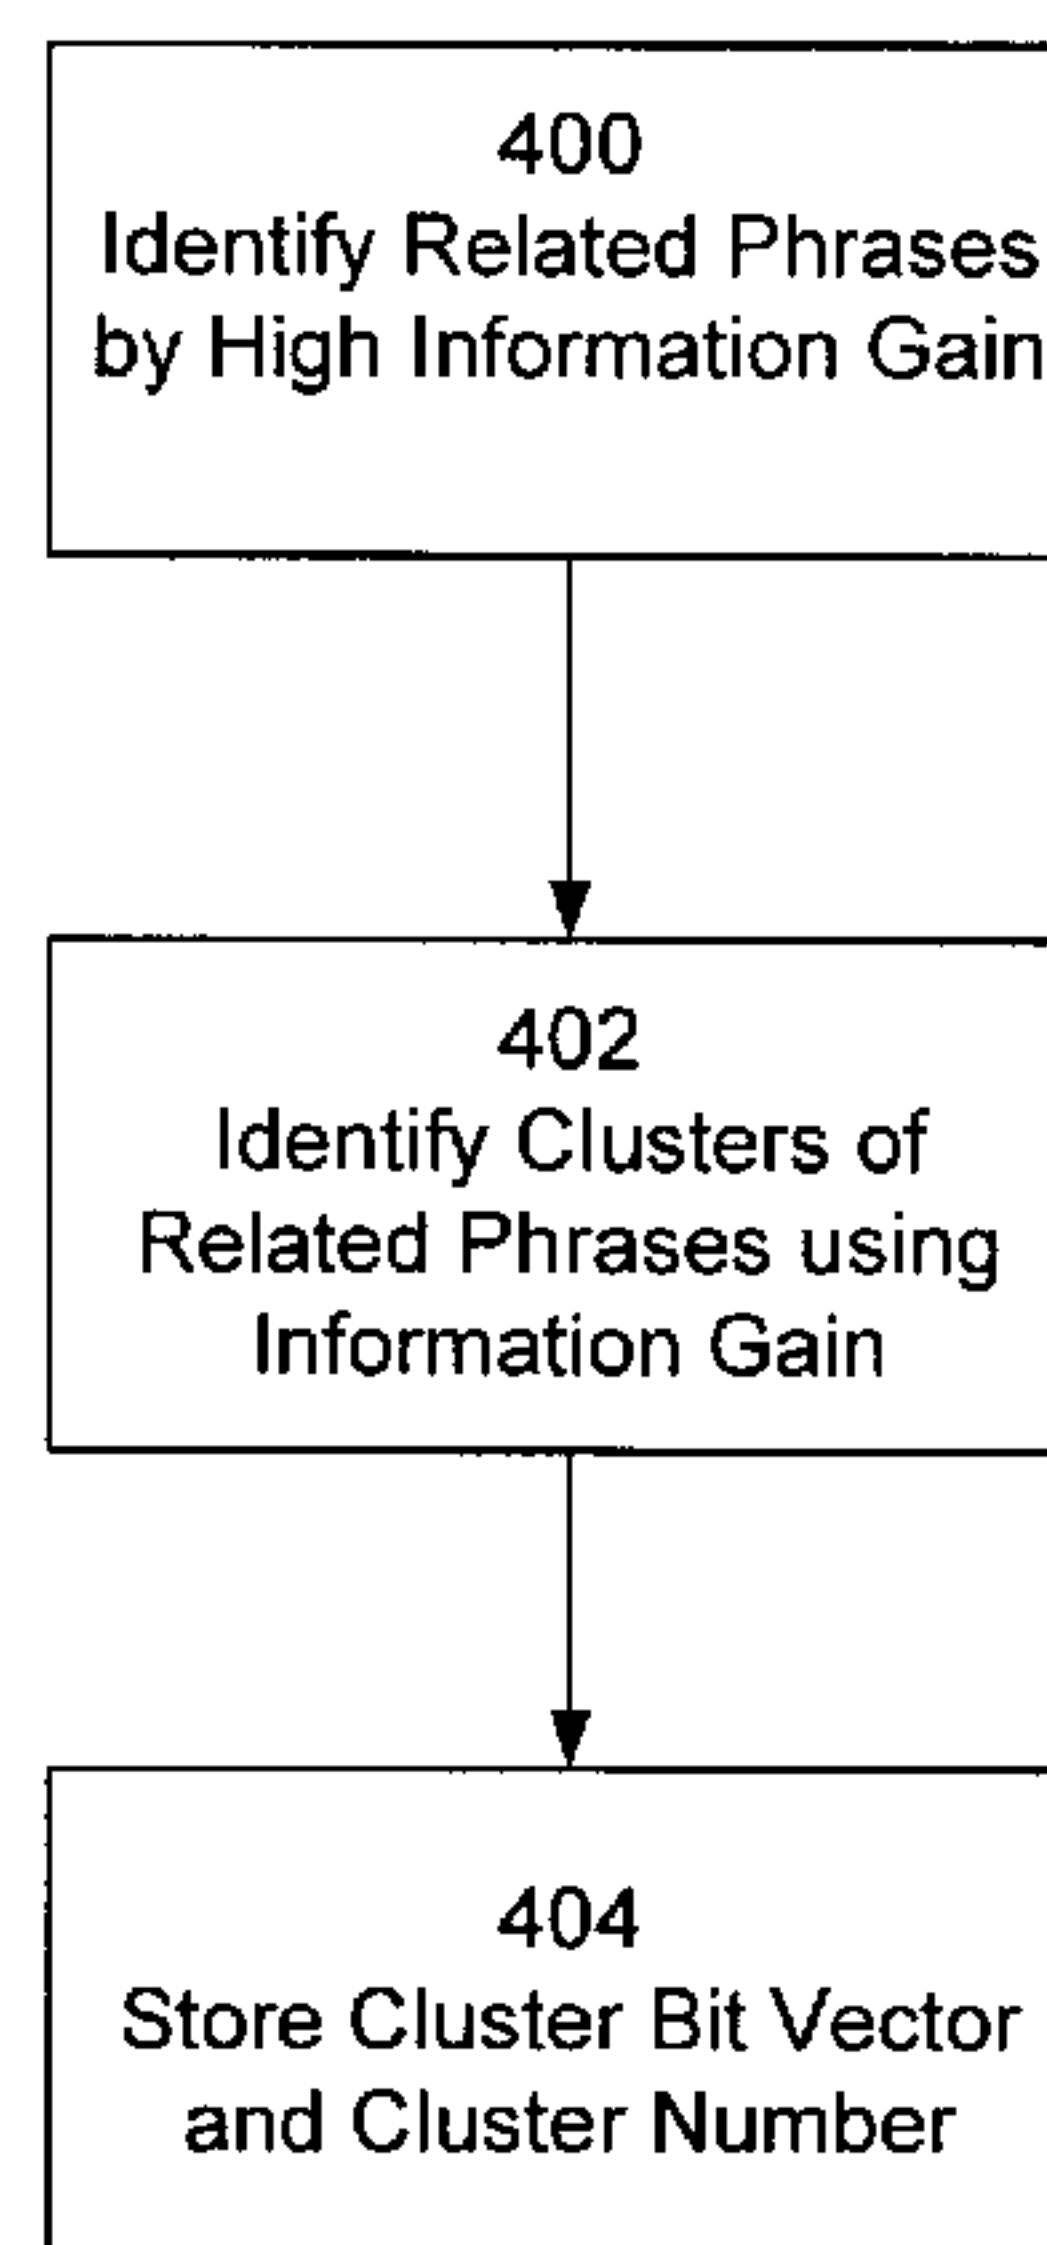 400
Identify Related Phrases
by High Information Gain
402
Identify Clusters of
Related Phrases using
Information Gain
404
Store Cluster Bit Vector
and Cluster Number